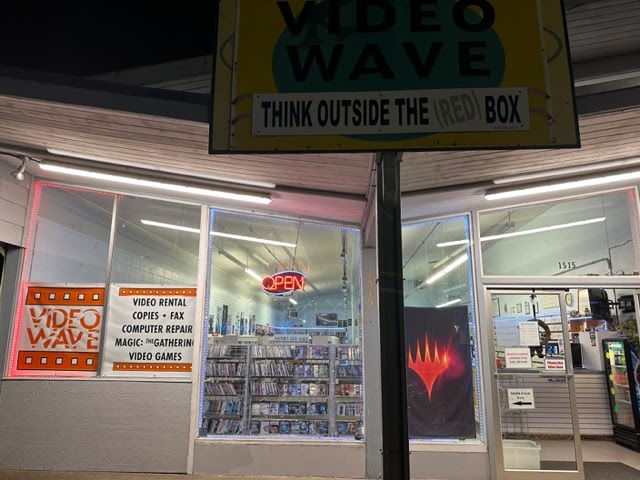 VIDEO
WAVE
THINK OUTSIDE THE (RED) BOX
OPEN
1515
VIDEO
WAVE
VIDEO RENTAL
COPIES • FAX
COMPUTER REPAIR
MAGIC: THE GATHERING
VIDEO GAMES